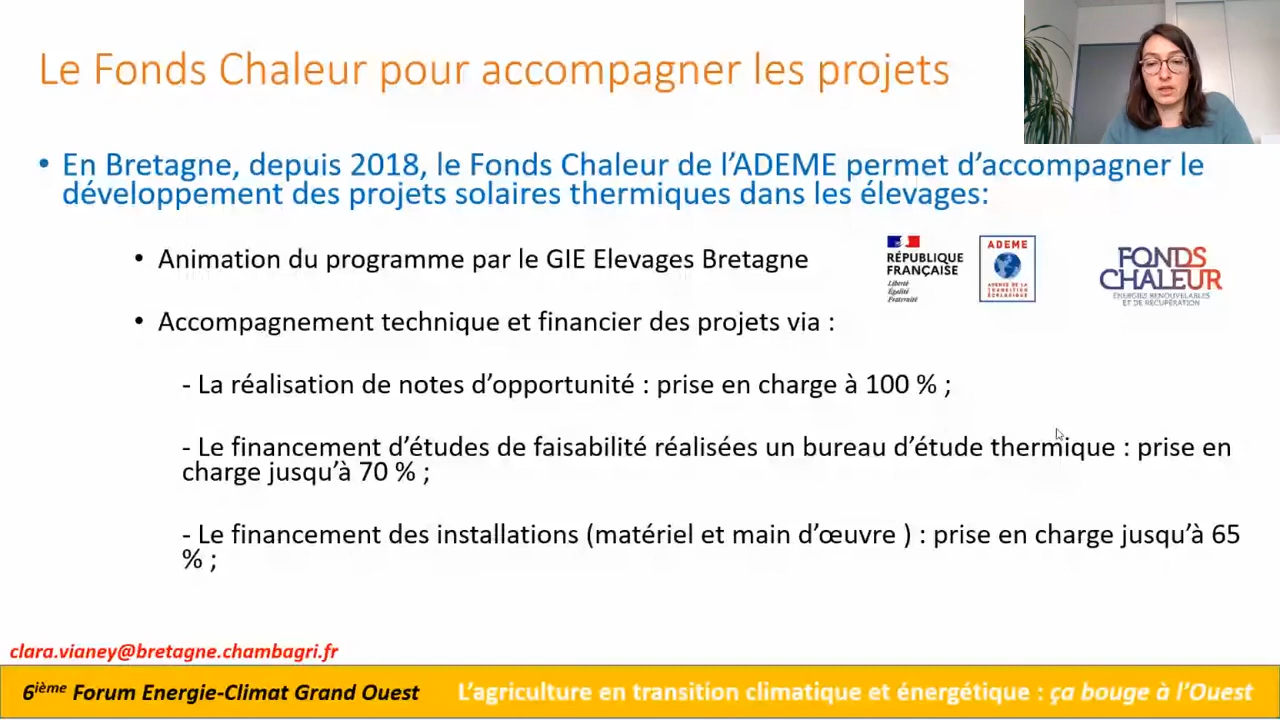 Le Fonds Chaleur pour accompagner les projets
• En Bretagne, depuis 2018, le Fonds Chaleur de l’ADEME permet d’accompagner le
développement des projets solaires thermiques dans les élevages:
• Animation du programme par le GIE Elevages Bretagne
RÉPUBLIQUE
FRANÇAISE
Liberté
Égalité
Fraternité
ADEME
AGENCE DE LA
TRANSITION
ÉCOLOGIQUE
FONDS
CHALEUR
ÉNERGIES RENOUVELABLES
ET DE RÉCUPÉRATION
• Accompagnement technique et financier des projets via :
- La réalisation de notes d’opportunité : prise en charge à 100 % ;
- Le financement d’études de faisabilité réalisées un bureau d’étude thermique : prise en
charge jusqu’à 70 % ;
- Le financement des installations (matériel et main d’œuvre ) : prise en charge jusqu’à 65
% ;
clara.vianey@bretagne.chambagri.fr
6ième Forum Energie-Climat Grand Ouest
L’agriculture en transition climatique et énergétique : ça bouge à l’Ouest